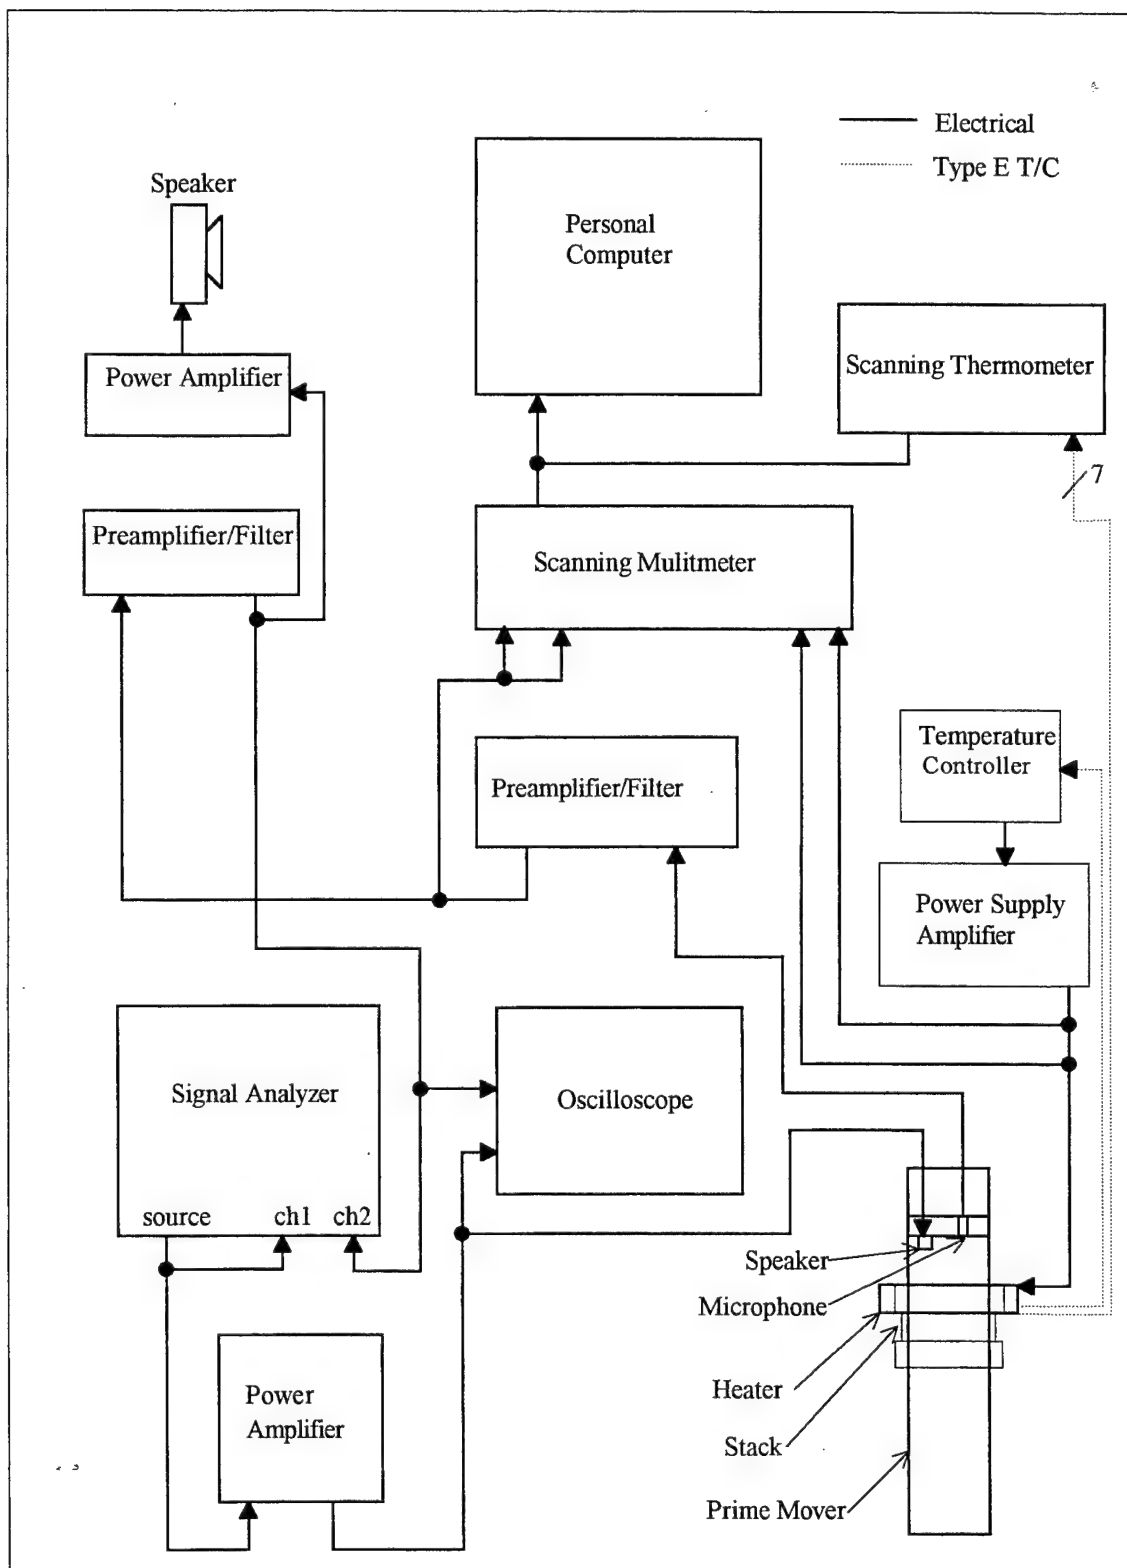 Electrical
Type E T/C
Speaker
Personal
Computer
Scanning Thermometer
Power Amplifier
7
Preamplifier/Filter
Scanning Mulitmeter
Temperature
Controller
Preamplifier/Filter
Power Supply
Amplifier
Signal Analyzer
Oscilloscope
source
ch1
ch2
Speaker
Microphone
Heater
Power
Amplifier
Stack
Prime Mover